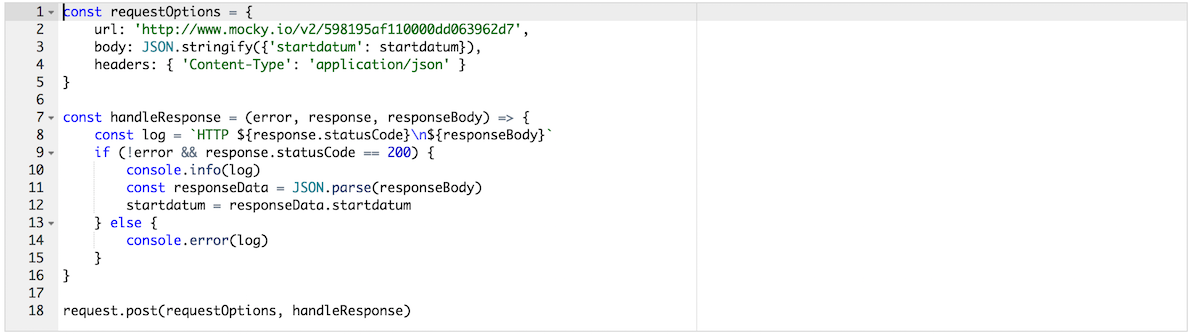 1 const requestOptions = {
2     url: 'http://www.mocky.io/v2/598195af110000dd063962d7',
3     body: JSON.stringify({'startdatum': startdatum}),
4     headers: { 'Content-Type': 'application/json' }
5 }
6
7 const handleResponse = (error, response, responseBody) => {
8     const log = `HTTP ${response.statusCode}\n${responseBody}`
9     if (!error && response.statusCode == 200) {
10         console.info(log)
11         const responseData = JSON.parse(responseBody)
12         startdatum = responseData.startdatum
13     } else {
14         console.error(log)
15     }
16 }
17
18 request.post(requestOptions, handleResponse)